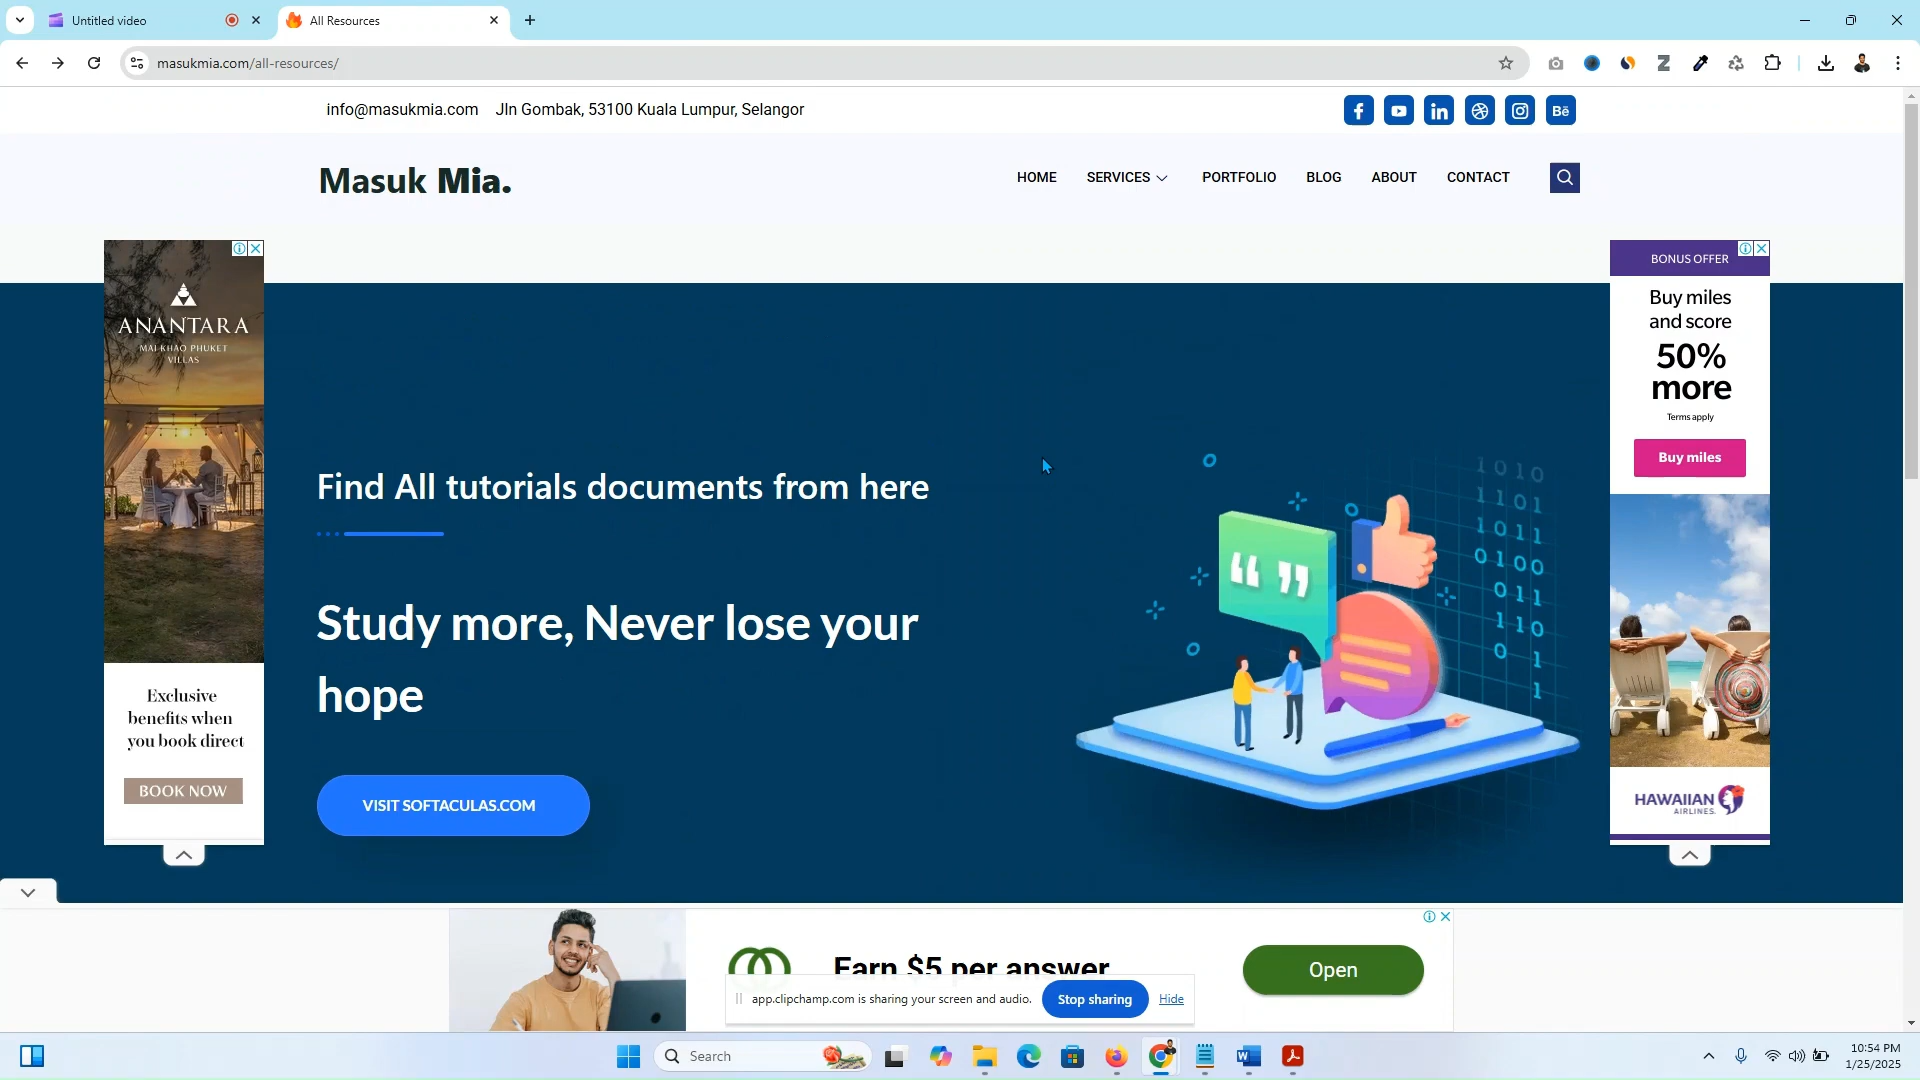 Untitled video
All Resources
masukmia.com/all-resources/
info@masukmia.com Jln Gombak, 53100 Kuala Lumpur, Selangor
Bē
Masuk Mia.
HOME SERVICES PORTFOLIO BLOG ABOUT CONTACT
ANANTARA
MAI KHAO PHUKET
VILLAS
Exclusive
benefits when
you book direct
BOOK NOW
Find All tutorials documents from here
Study more, Never lose your
hope
VISIT SOFTACULAS.COM
1010
1101
1011
0100
011
110
0 1
1
BONUS OFFER
Buy miles
and score
50%
more
Terms apply
Buy miles
HAWAIIAN
AIRLINES.
Earn $5 per answer
Open
app.clipchamp.com is sharing your screen and audio.
Stop sharing
Hide
Search
10:54 PM
1/25/2025